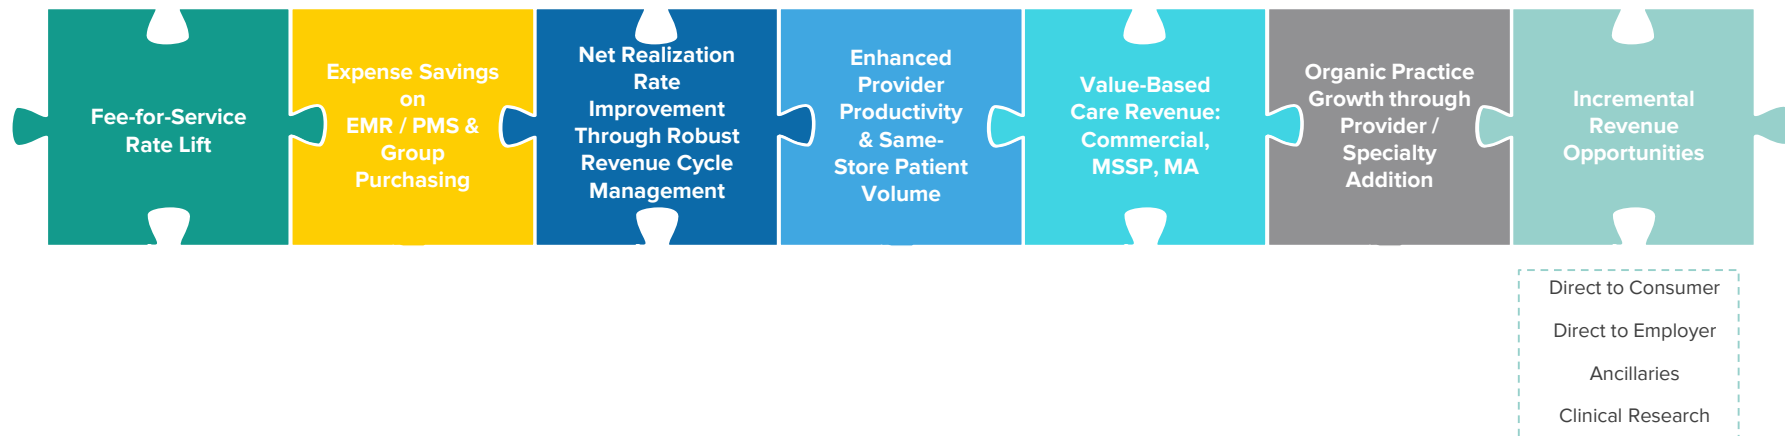 Fee-for-Service
Rate Lift
Expense Savings
on
EMR / PMS &
Group
Purchasing
Net Realization
Rate
Improvement
Through Robust
Revenue Cycle
Management
Enhanced
Provider
Productivity
& Same-
Store Patient
Volume
Value-Based
Care Revenue:
Commercial,
MSSP, MA
Organic Practice
Growth through
Provider /
Specialty
Addition
Incremental
Revenue
Opportunities
Direct to Consumer
Direct to Employer
Ancillaries
Clinical Research